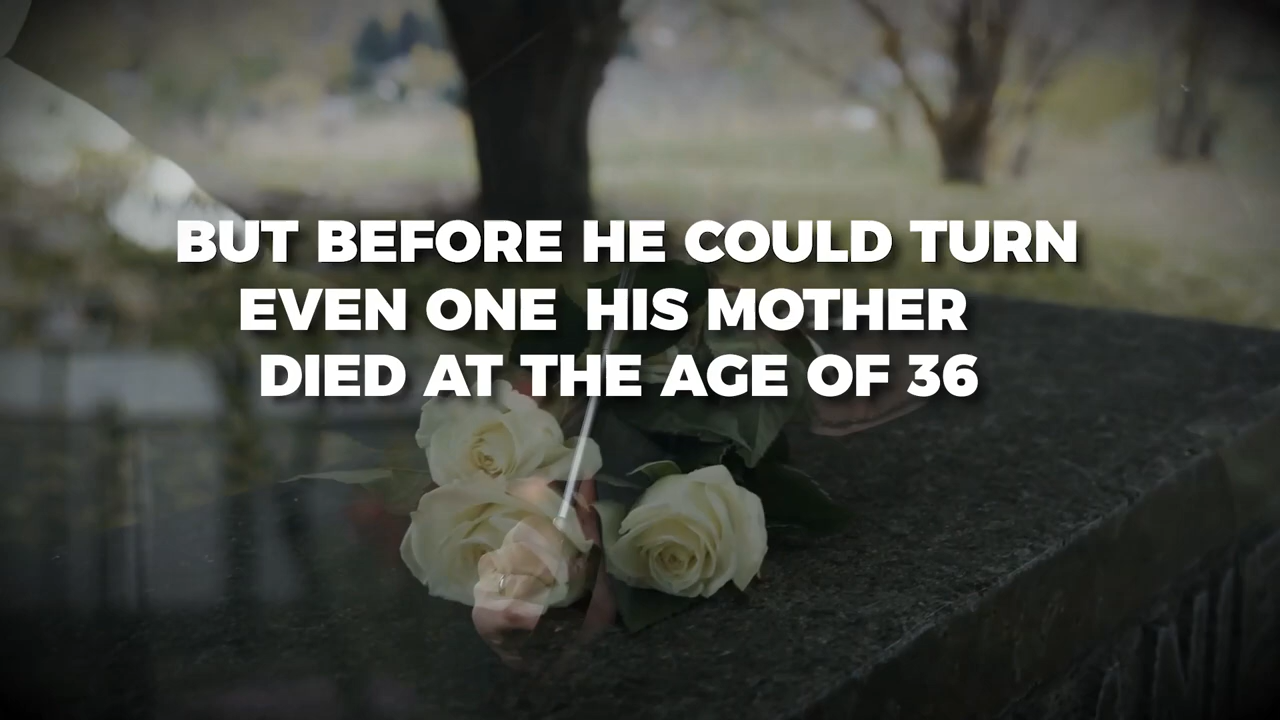 BUT BEFORE HE COULD TURN
EVEN ONE HIS MOTHER
DIED AT THE AGE OF 36